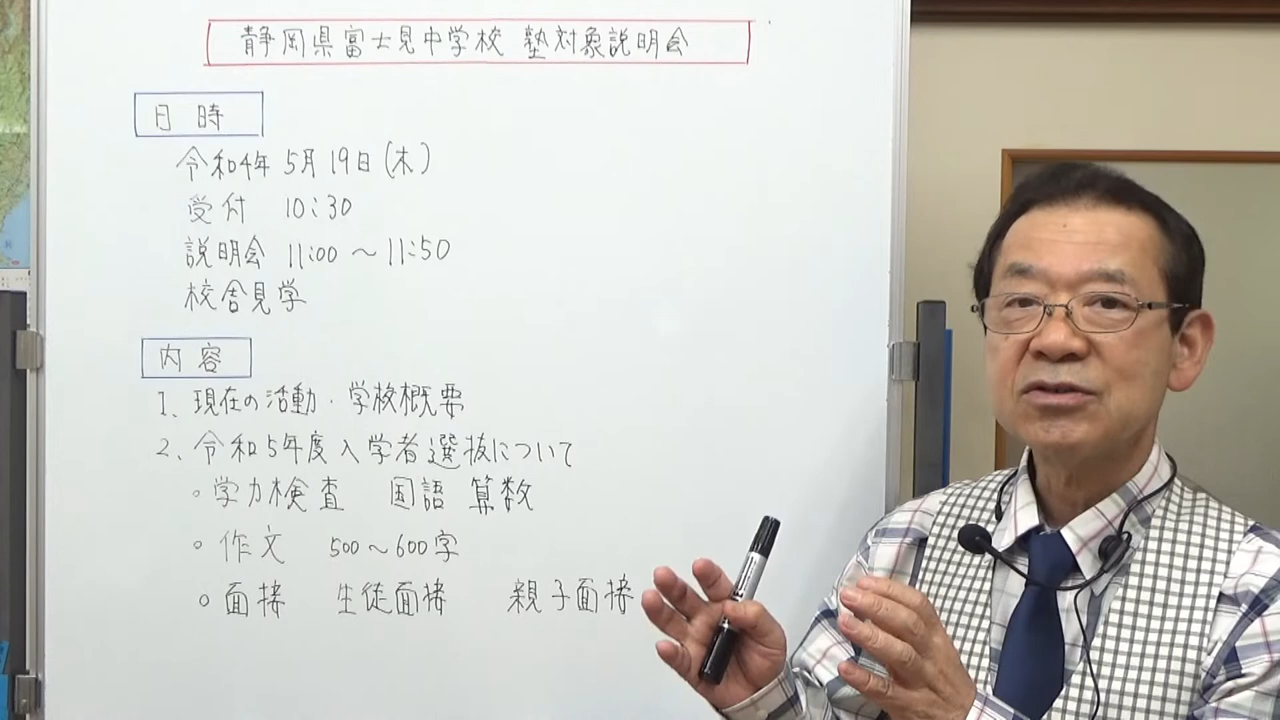 静岡県富士見中学校 塾対象説明会
日時
令和4年 5月19日(木)
受付 10:30
説明会 11:00～11:50
校舎見学
内容
1、現在の活動・学校概要
2、令和5年度入学者選抜について
○学力検査 国語 算数
○作文 500～600字
○面接 生徒面接 親子面接